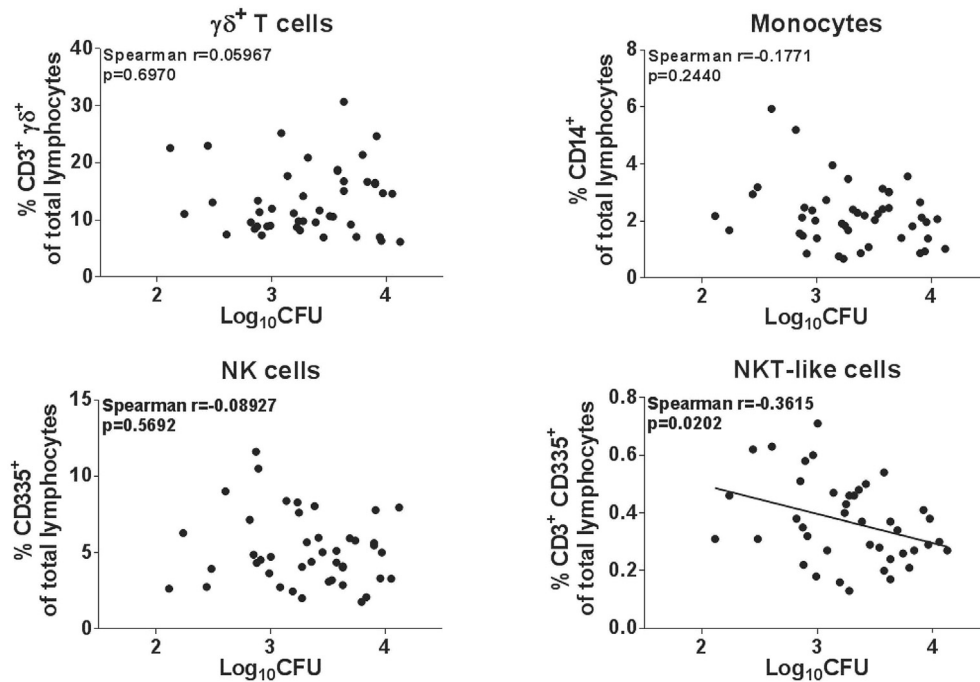 γδ⁺ T cells
Spearman r=0.05967
p=0.6970
% CD3⁺ γδ⁺
of total lymphocytes
40
30
20
10
0
2 3 4
Log₁₀CFU
Monocytes
Spearman r=-0.1771
p=0.2440
% CD14⁺
of total lymphocytes
8
6
4
2
0
2 3 4
Log₁₀CFU
NK cells
Spearman r=-0.08927
p=0.5692
% CD335⁺
of total lymphocytes
15
10
5
0
2 3 4
Log₁₀CFU
NKT-like cells
Spearman r=-0.3615
p=0.0202
% CD3⁺ CD335⁺
of total lymphocytes
0.8
0.6
0.4
0.2
0.0
2 3 4
Log₁₀CFU